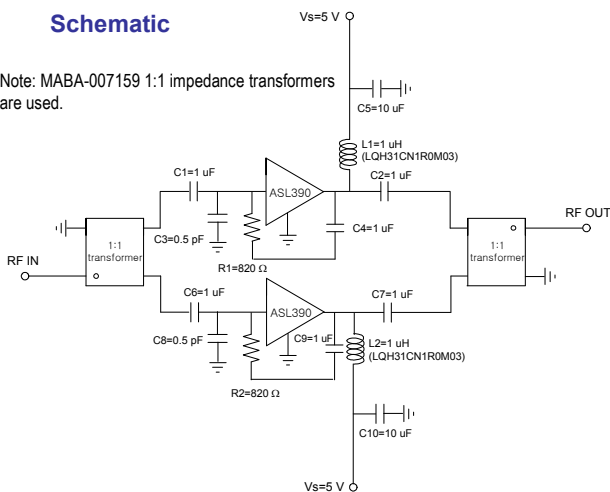 Schematic
Vs=5 V
Note: MABA-007159 1:1 impedance transformers
are used.
C5=10 uF
L1=1 uH
(LQH31CN1R0M03)
C1=1 uF
C2=1 uF
ASL390
C3=0.5 pF
C4=1 uF
R1=820 Ω
RF IN
1:1
transformer
1:1
transformer
RF OUT
C6=1 uF
C7=1 uF
ASL390
C8=0.5 pF
C9=1 uF
L2=1 uH
(LQH31CN1R0M03)
R2=820 Ω
C10=10 uF
Vs=5 V